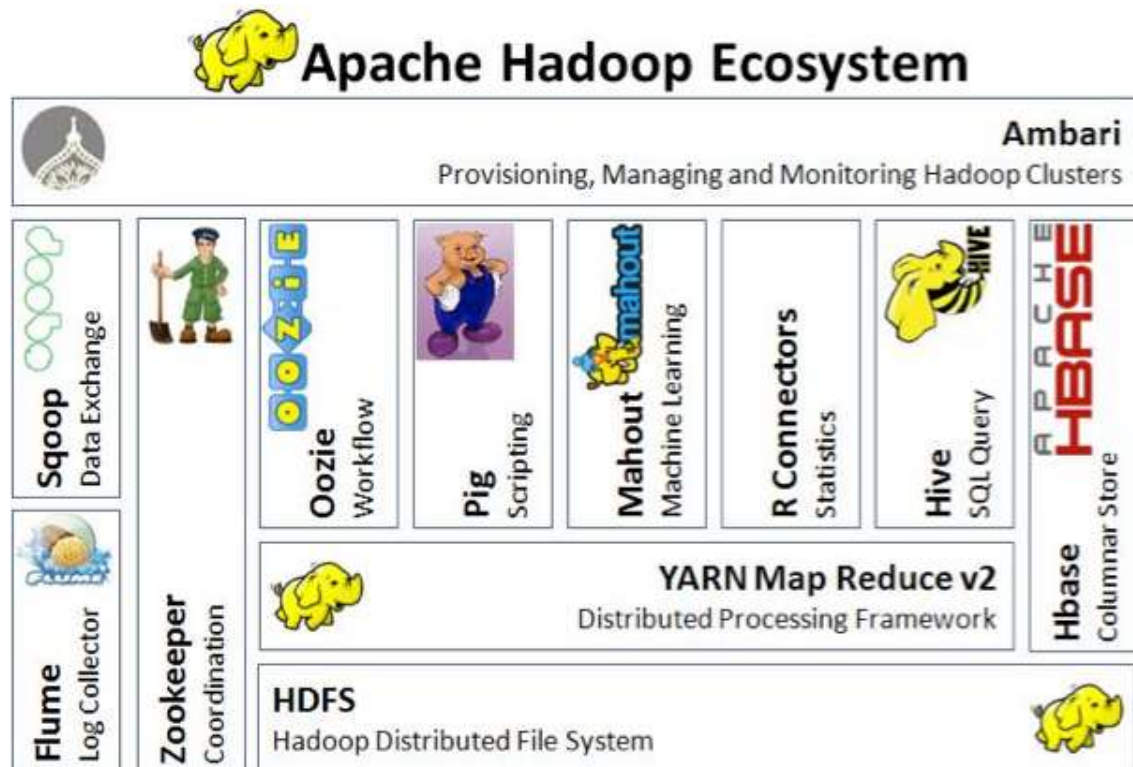 Apache Hadoop Ecosystem
Ambari
Provisioning, Managing and Monitoring Hadoop Clusters
sqoop
Sqoop
Data Exchange
Zookeeper
Coordination
OOZIE
Oozie
Workflow
Pig
Scripting
mahout
Mahout
Machine Learning
R Connectors
Statistics
HIVE
Hive
SQL Query
APACHE
HBASE
Hbase
Columnar Store
flume
Flume
Log Collector
YARN Map Reduce v2
Distributed Processing Framework
HDFS
Hadoop Distributed File System